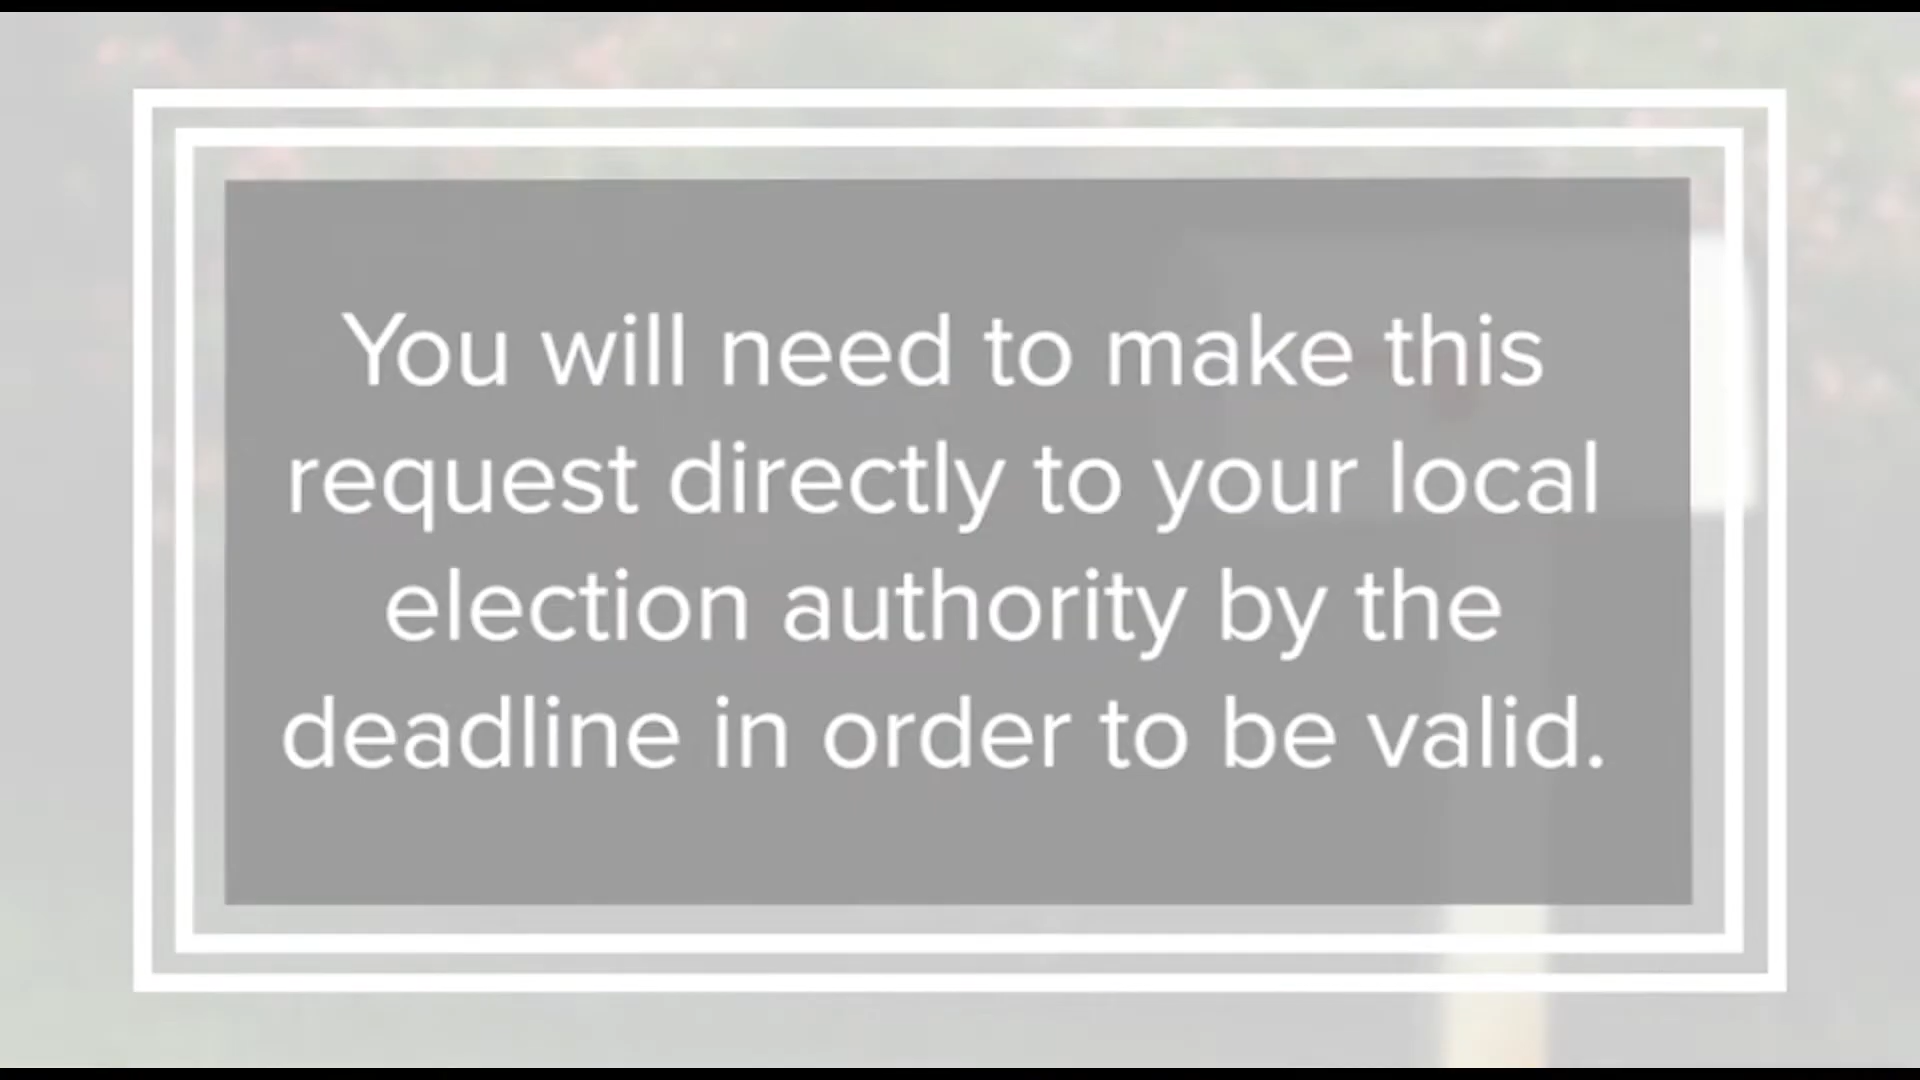 You will need to make this
request directly to your local
election authority by the
deadline in order to be valid.